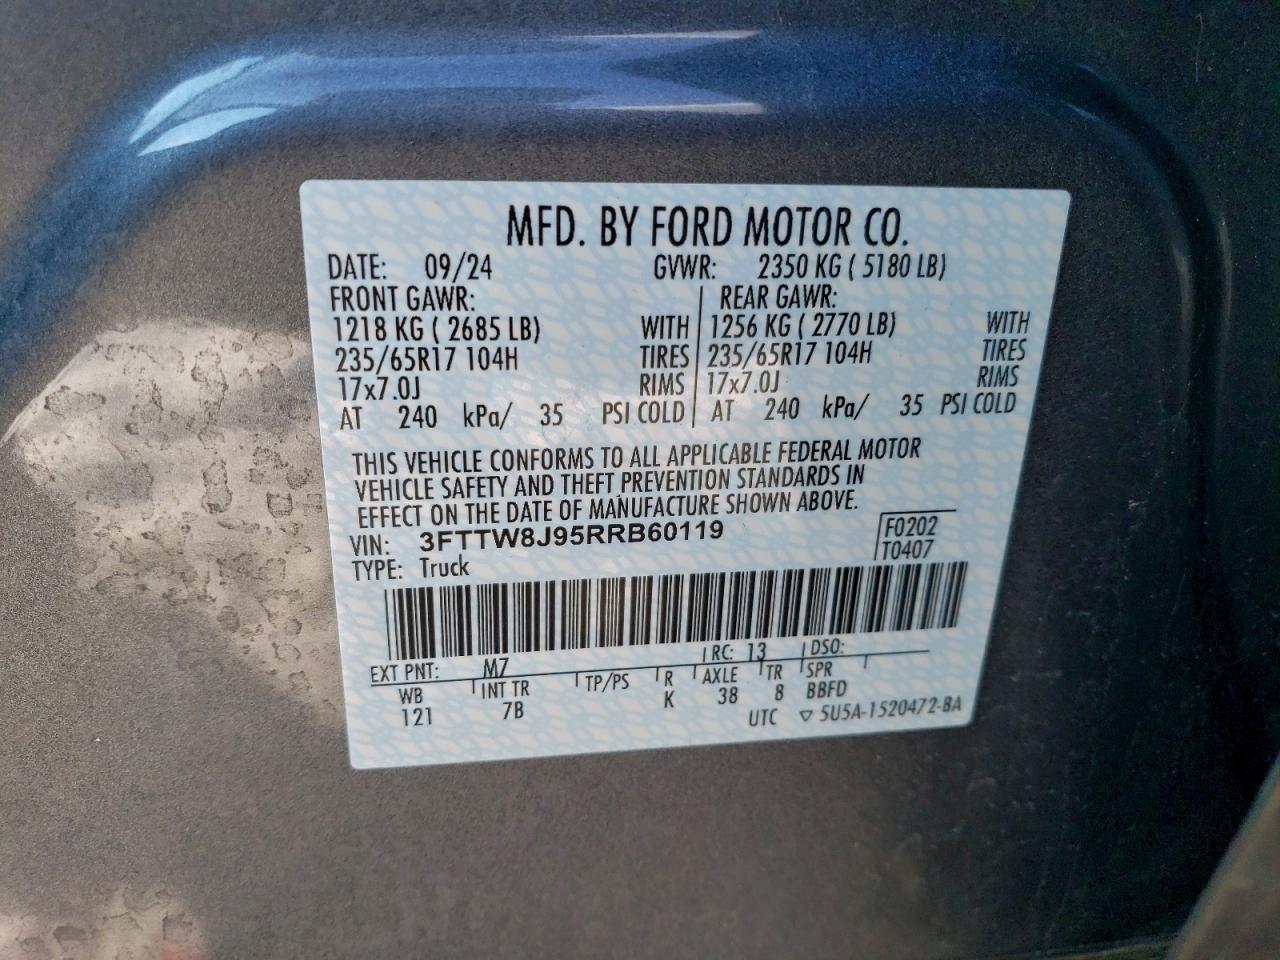 MFD. BY FORD MOTOR CO.
DATE: 09/24 GVWR: 2350 KG ( 5180 LB)
FRONT GAWR: REAR GAWR:
1218 KG ( 2685 LB) WITH 1256 KG ( 2770 LB) WITH
235/65R17 104H TIRES 235/65R17 104H TIRES
17x7.0J RIMS 17x7.0J RIMS
AT 240 kPa/ 35 PSI COLD AT 240 kPa/ 35 PSI COLD
THIS VEHICLE CONFORMS TO ALL APPLICABLE FEDERAL MOTOR
VEHICLE SAFETY AND THEFT PREVENTION STANDARDS IN
EFFECT ON THE DATE OF MANUFACTURE SHOWN ABOVE.
VIN: 3FTTW8J95RRB60119 F0202
TYPE: Truck T0407
EXT PNT: M7 RC: 13 DSO:
WB INT TR TP/PS R AXLE TR SPR
121 7B K 38 8 BBFD
UTC ▽ 5U5A-1520472-BA